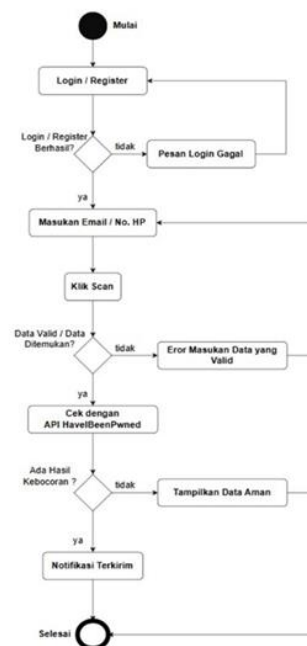 Mulai
Login / Register
Login / Register
Berhasil?
tidak
Pesan Login Gagal
ya
Masukan Email / No. HP
Klik Scan
Data Valid / Data
Ditemukan?
tidak
Eror Masukan Data yang
Valid
ya
Cek dengan
API HaveIBeenPwned
Ada Hasil
Kebocoran ?
tidak
Tampilkan Data Aman
ya
Notifikasi Terkirim
Selesai